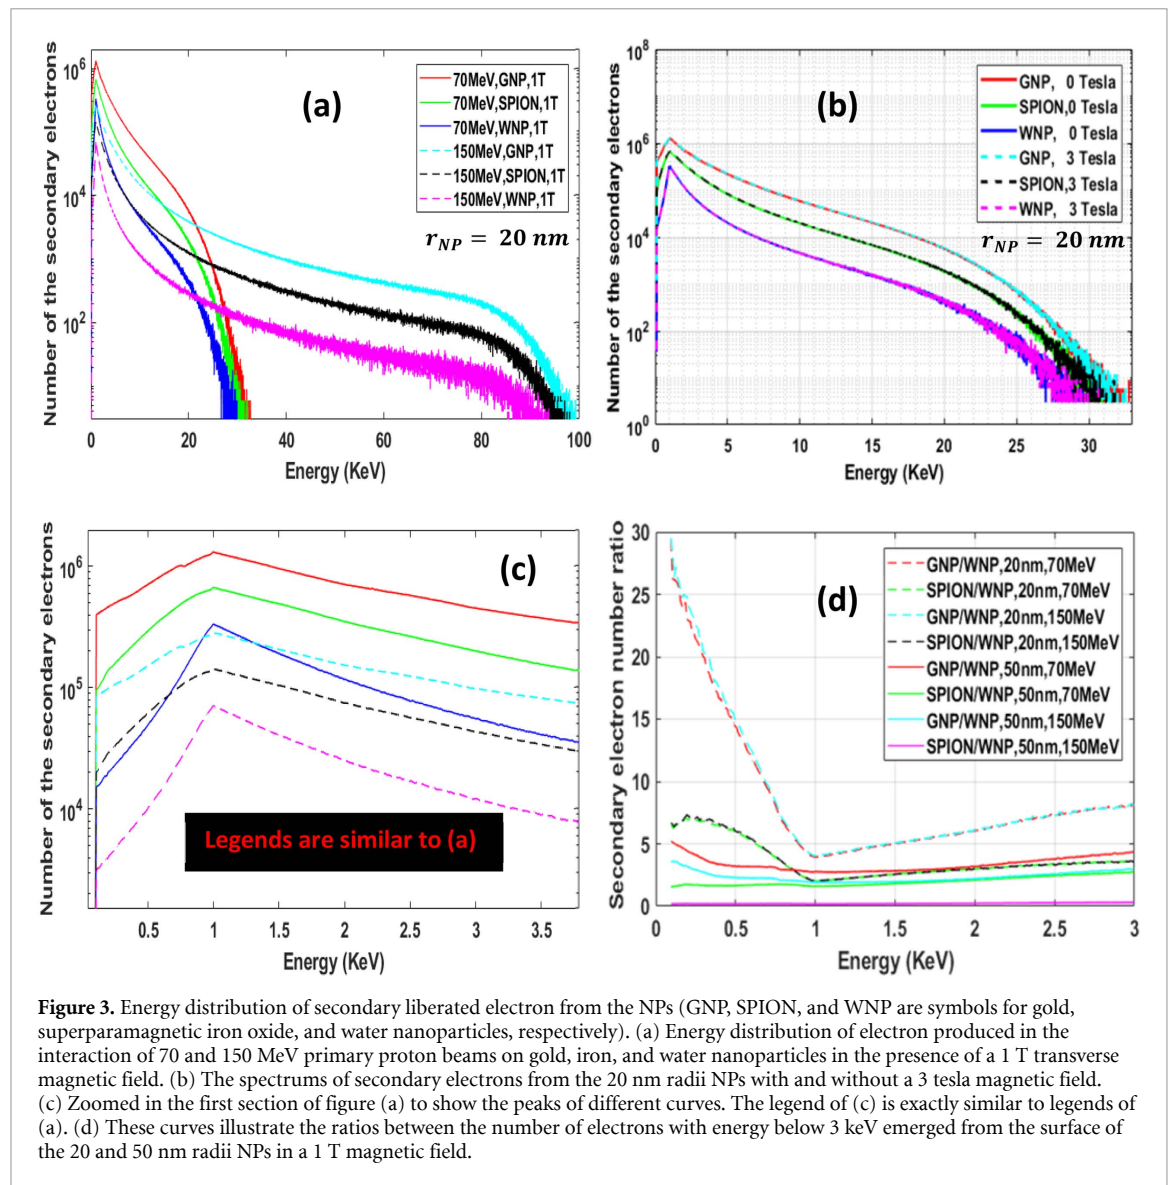 Number of the secondary electrons
10^6
10^4
10^2
0
20
40
60
80
100
Energy (KeV)
(a)
70MeV,GNP,1T
70MeV,SPION,1T
70MeV,WNP,1T
150MeV,GNP,1T
150MeV,SPION,1T
150MeV,WNP,1T
r_NP = 20 nm
Number of the secondary electrons
10^8
10^6
10^4
10^2
10^0
0
5
10
15
20
25
30
Energy (KeV)
(b)
GNP, 0 Tesla
SPION,0 Tesla
WNP, 0 Tesla
GNP, 3 Tesla
SPION,3 Tesla
WNP, 3 Tesla
r_NP = 20 nm
Number of the secondary electrons
10^6
10^5
10^4
0.5
1
1.5
2
2.5
3
3.5
Energy (KeV)
(c)
Legends are similar to (a)
Secondary electron number ratio
30
25
20
15
10
5
0
0
0.5
1
1.5
2
2.5
3
Energy (KeV)
(d)
GNP/WNP,20nm,70MeV
SPION/WNP,20nm,70MeV
GNP/WNP,20nm,150MeV
SPION/WNP,20nm,150MeV
GNP/WNP,50nm,70MeV
SPION/WNP,50nm,70MeV
GNP/WNP,50nm,150MeV
SPION/WNP,50nm,150MeV
Figure 3. Energy distribution of secondary liberated electron from the NPs (GNP, SPION, and WNP are symbols for gold,
superparamagnetic iron oxide, and water nanoparticles, respectively). (a) Energy distribution of electron produced in the
interaction of 70 and 150 MeV primary proton beams on gold, iron, and water nanoparticles in the presence of a 1 T transverse
magnetic field. (b) The spectrums of secondary electrons from the 20 nm radii NPs with and without a 3 tesla magnetic field.
(c) Zoomed in the first section of figure (a) to show the peaks of different curves. The legend of (c) is exactly similar to legends of
(a). (d) These curves illustrate the ratios between the number of electrons with energy below 3 keV emerged from the surface of
the 20 and 50 nm radii NPs in a 1 T magnetic field.